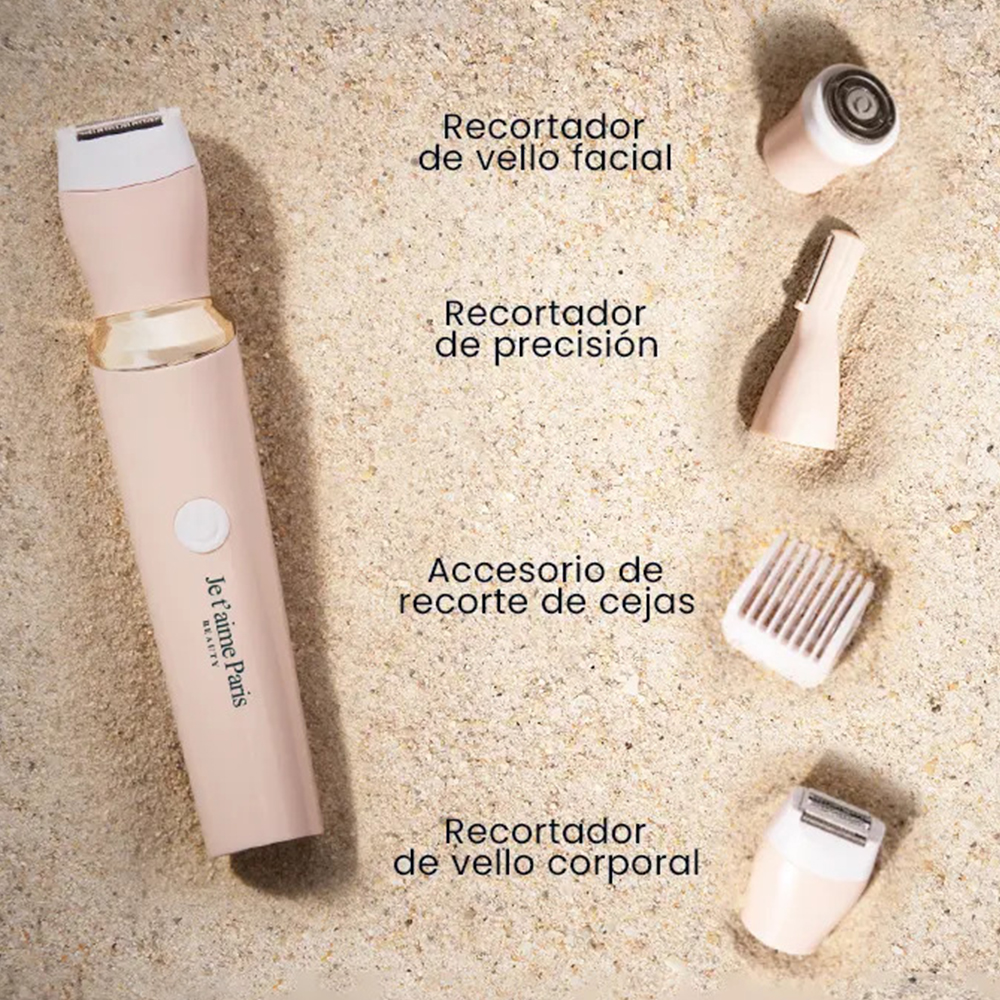 Recortador
de vello facial
Recortador
de precisión
Accesorio de
recorte de cejas
Recortador
de vello corporal
Je t'aime Paris
BEAUTY